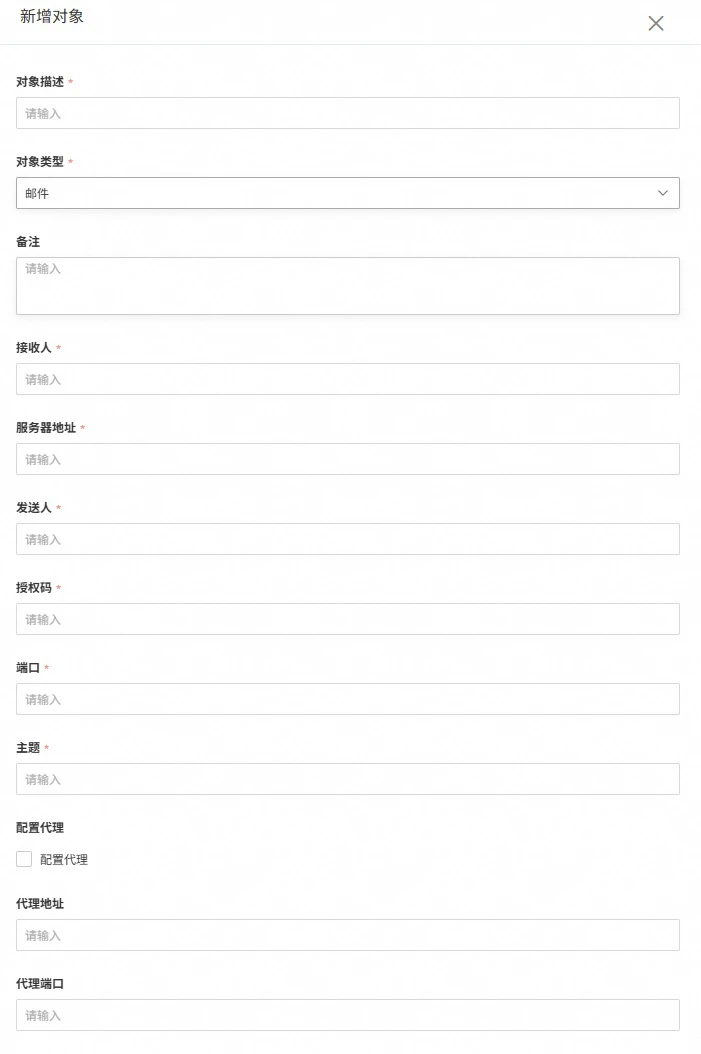 新增对象
对象描述 *
请输入
对象类型 *
邮件
备注
请输入
接收人 *
请输入
服务器地址 *
请输入
发送人 *
请输入
授权码 *
请输入
端口 *
请输入
主题 *
请输入
配置代理
配置代理
代理地址
请输入
代理端口
请输入